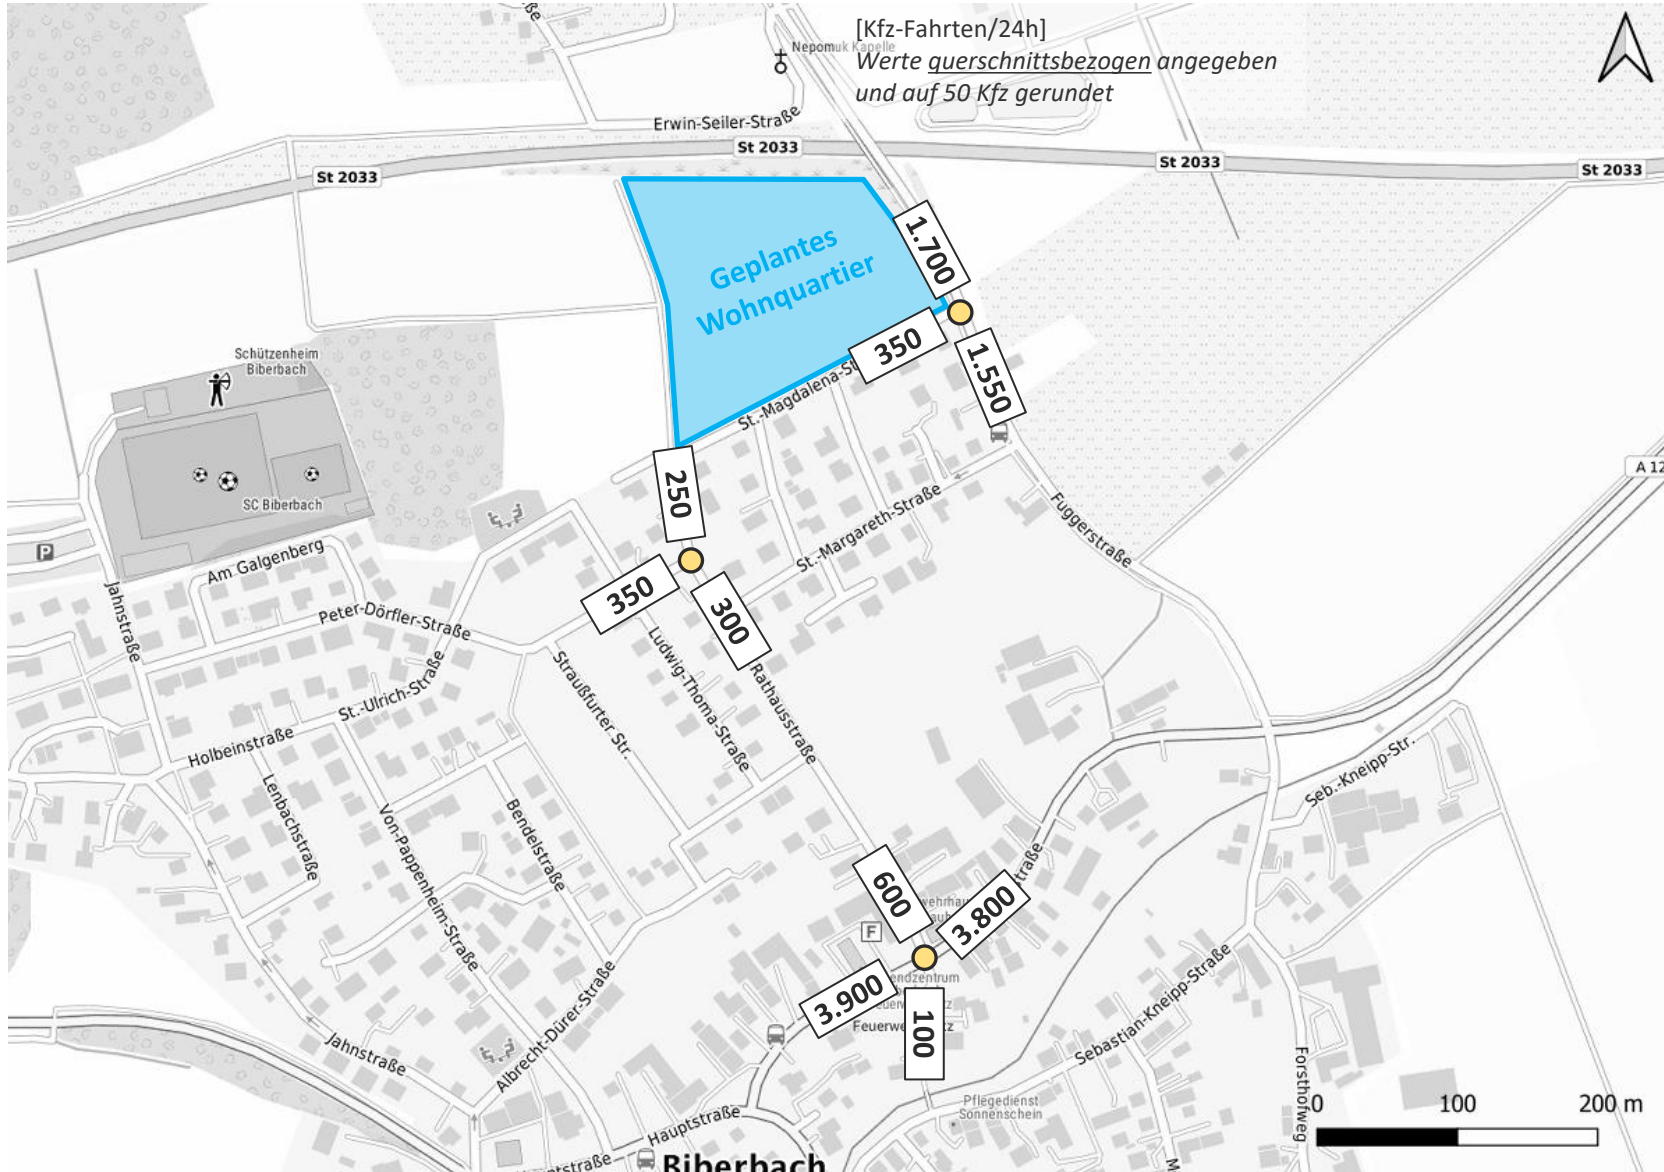 [Kfz-Fahrten/24h]
Werte querschnittsbezogen angegeben
und auf 50 Kfz gerundet
Nepomuk Kapelle
Erwin-Seiler-Straße
St 2033
St 2033
St 2033
St 2033
Geplantes
Wohnquartier
1.700
350
1.550
St.-Magdalena-St
Schützenheim
Biberbach
SC Biberbach
250
A 12
P
Am Galgenberg
St.-Margareth-Straße
Fuggerstraße
Jahnstraße
Peter-Dörfler-Straße
350
300
Ludwig-Thoma-Straße
Rathausstraße
Straußfurter Str.
St.-Ulrich-Straße
Holbeinstraße
Lenbachstraße
Von-Pappenheim-Straße
Bendelstraße
Seb.-Kneipp-Str.
600
3.800
straße
F
3.900
100
endzentrum
Feuerwe
tz
Jahnstraße
Albrecht-Dürer-Straße
Sebastian-Kneipp-Straße
Forsthofweg
Pflegedienst
Sonnenschein
Hauptstraße
Biberbach
0 100 200 m